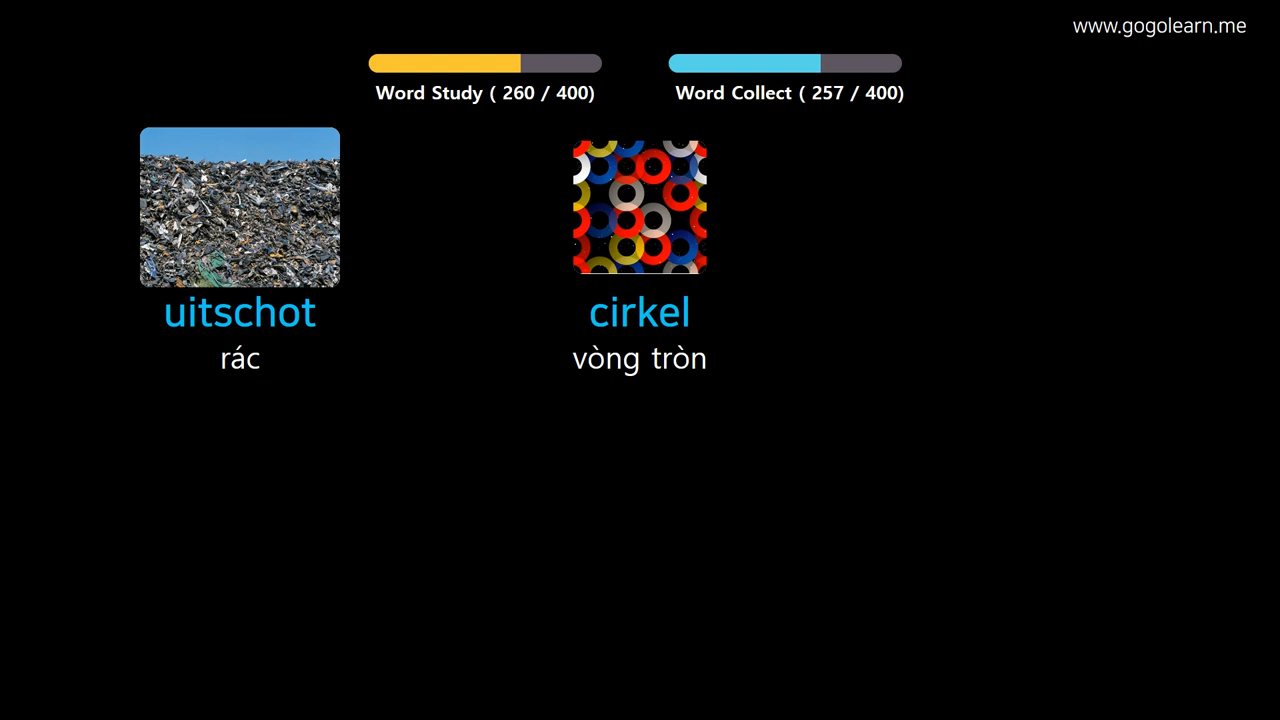 www.gogolearn.me
Word Study ( 260 / 400)
Word Collect ( 257 / 400)
uitschot
rác
cirkel
vòng tròn